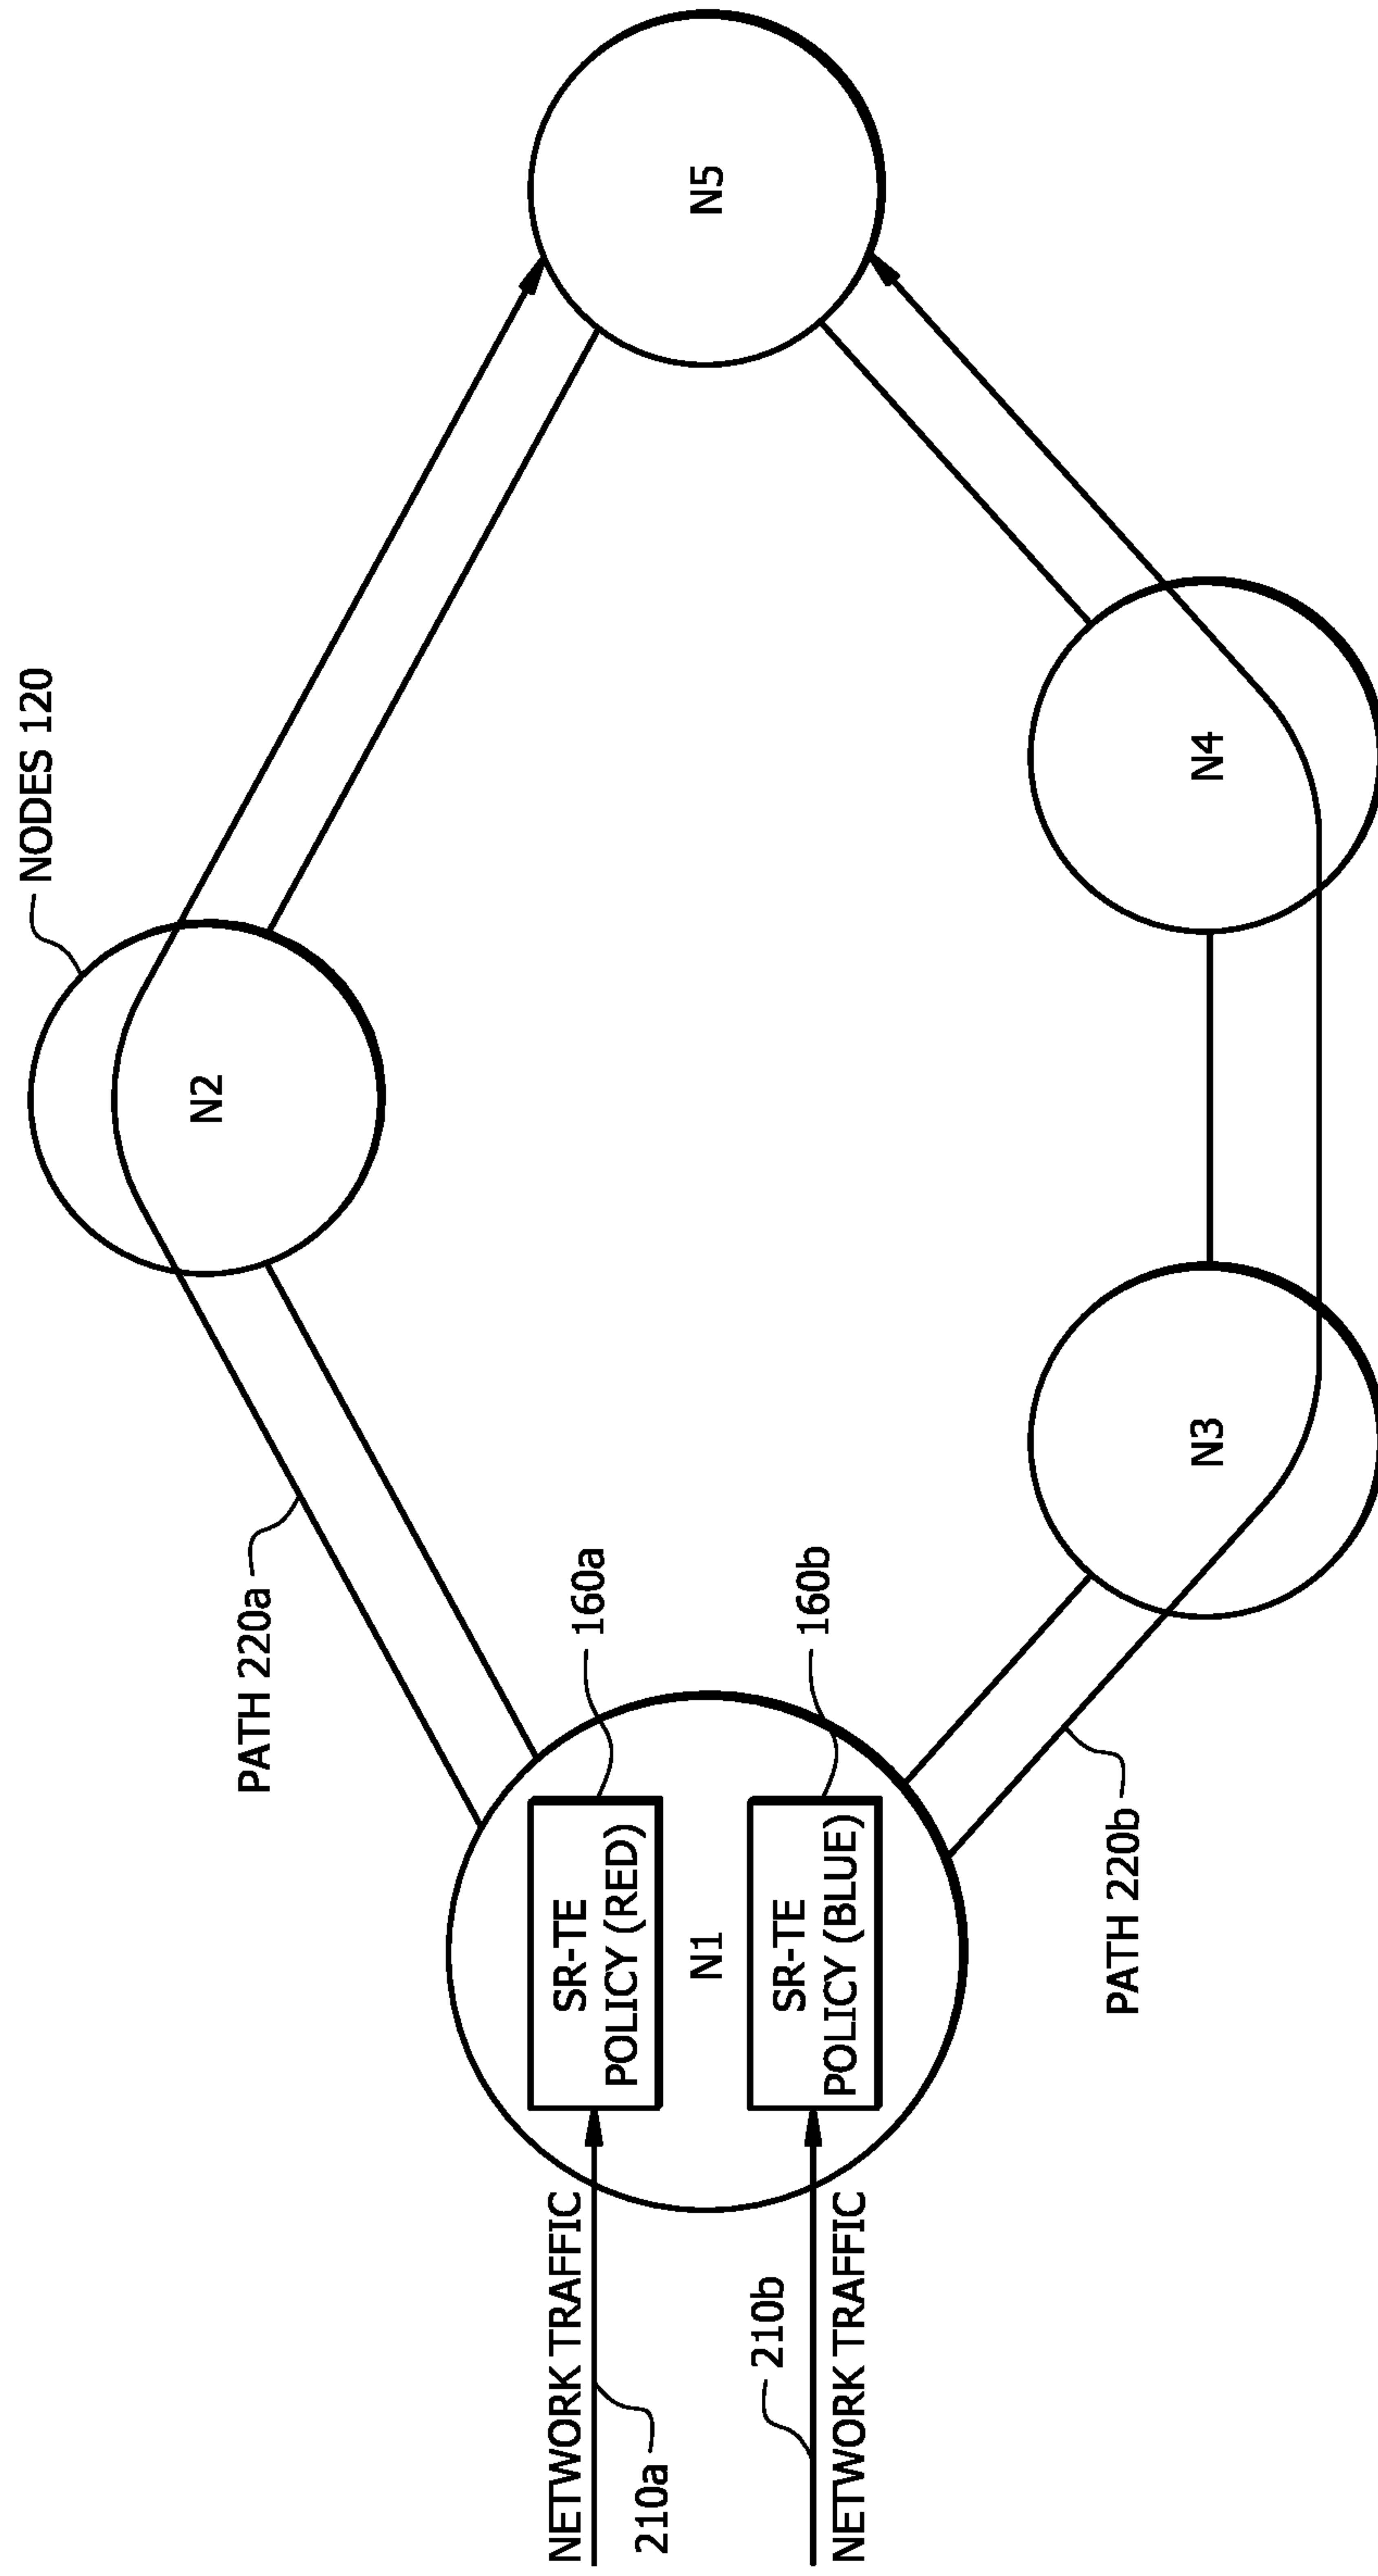 NODES 120
N2
PATH 220a
N5
NETWORK TRAFFIC
210a
SR-TE
POLICY (RED)
160a
N1
210b
NETWORK TRAFFIC
SR-TE
POLICY (BLUE)
160b
PATH 220b
N3
N4